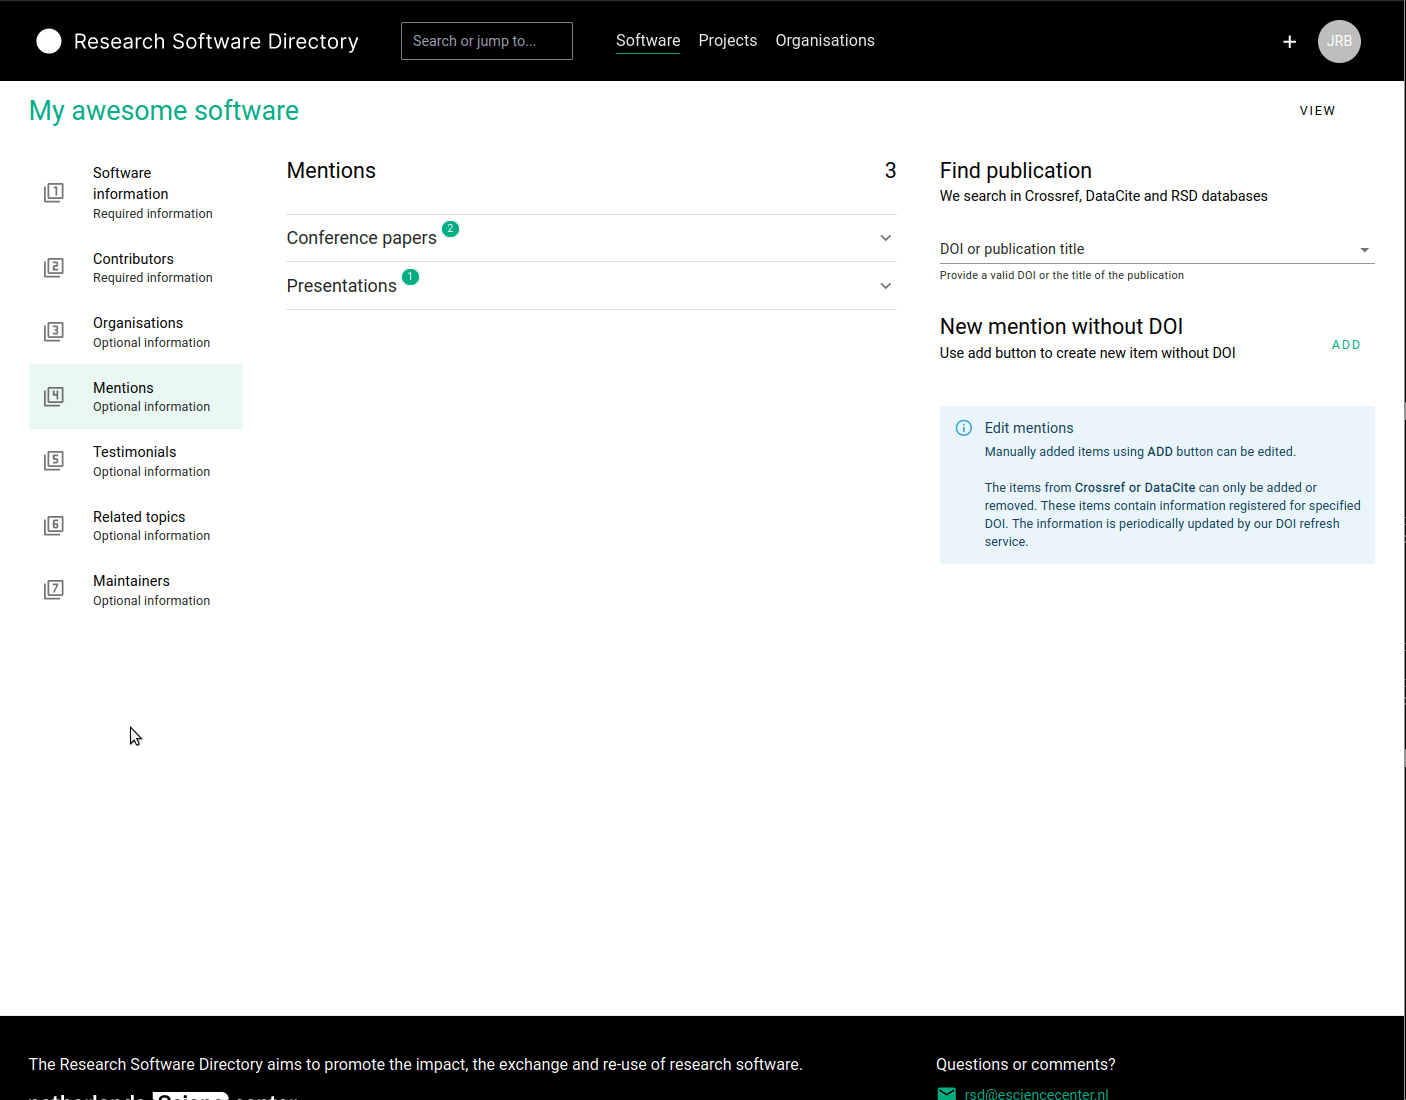 Research Software Directory
Search or jump to...
Software
Projects
Organisations
+
JRB
My awesome software
VIEW
1
Software
information
Required information
2
Contributors
Required information
3
Organisations
Optional information
4
Mentions
Optional information
5
Testimonials
Optional information
6
Related topics
Optional information
7
Maintainers
Optional information
Mentions
3
Conference papers
2
Presentations
1
Find publication
We search in Crossref, DataCite and RSD databases
DOI or publication title
Provide a valid DOI or the title of the publication
New mention without DOI
Use add button to create new item without DOI
ADD
Edit mentions
Manually added items using ADD button can be edited.
The items from Crossref or DataCite can only be added or
removed. These items contain information registered for specified
DOI. The information is periodically updated by our DOI refresh
service.
The Research Software Directory aims to promote the impact, the exchange and re-use of research software.
Questions or comments?
rsd@esciencecenter.nl